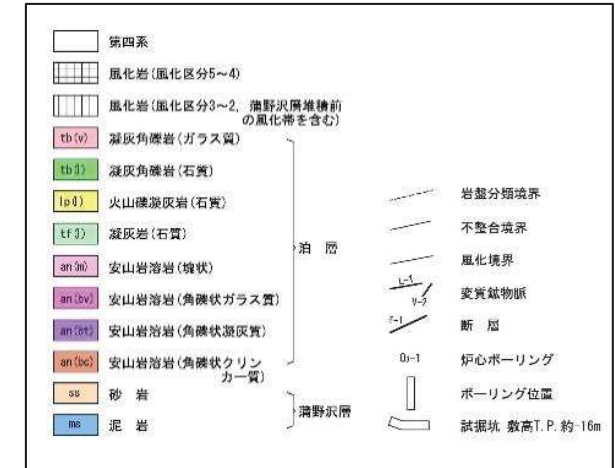 第四系
風化岩(風化区分5~4)
風化岩(風化区分3~2, 蒲野沢層堆積前
の風化帯を含む)
tb(v) 凝灰角礫岩(ガラス質)
tb(l) 凝灰角礫岩(石質)
lp(l) 火山礫凝灰岩(石質)
tf(l) 凝灰岩(石質)
an(m) 安山岩溶岩(塊状)
an(bv) 安山岩溶岩(角礫状ガラス質)
an(bt) 安山岩溶岩(角礫状凝灰質)
an(bc) 安山岩溶岩(角礫状クリン
カー質)
泊 層
ss 砂 岩
ms 泥 岩
蒲野沢層
岩盤分類境界
不整合境界
風化境界
L-1 V-2 変質鉱物脈
f-1 断 層
O₃-1 炉心ボーリング
ボーリング位置
試掘坑 敷高T.P.約-16m